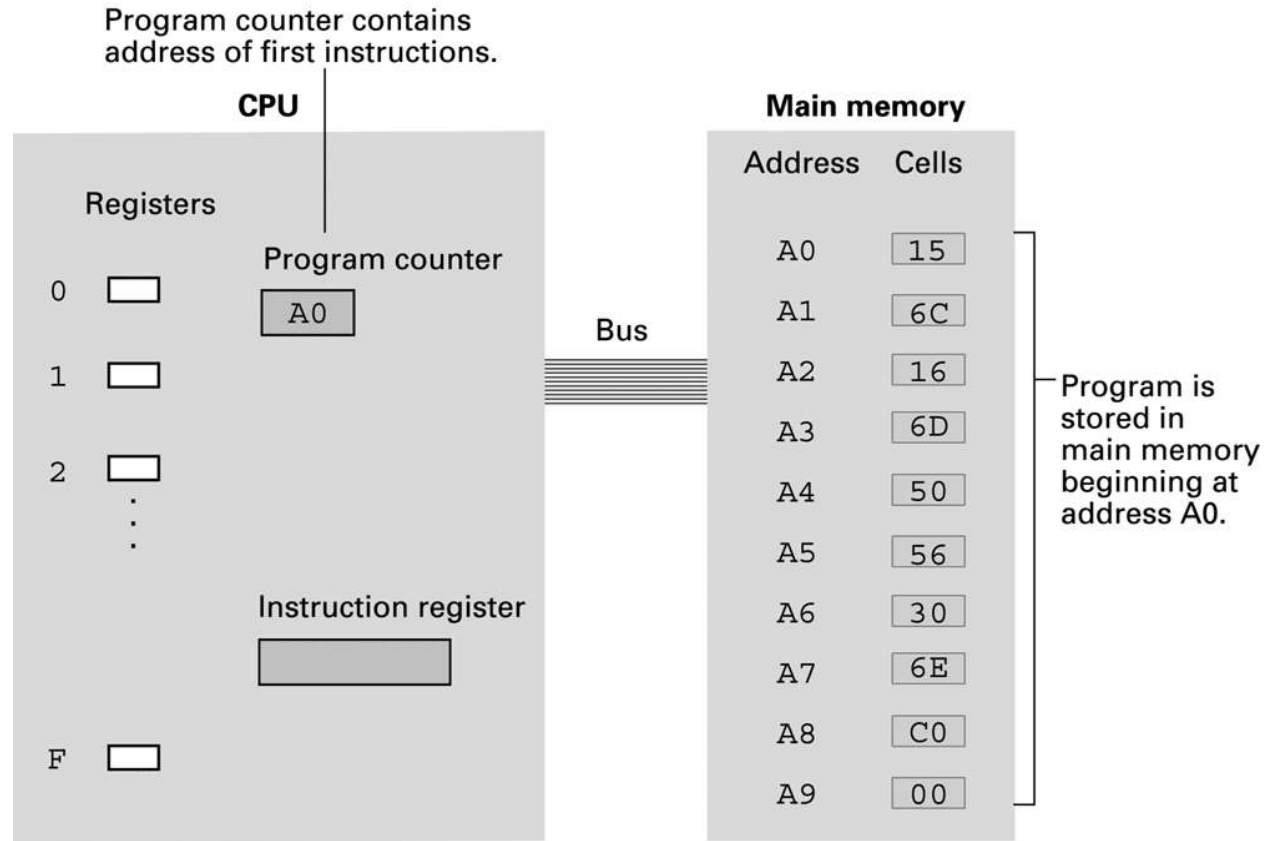 Program counter contains
address of first instructions.
CPU
Main memory
Address Cells
Registers
Program counter
A0
0
1
2
F
Instruction register
Bus
A0 15
A1 6C
A2 16
A3 6D
A4 50
A5 56
A6 30
A7 6E
A8 C0
A9 00
Program is
stored in
main memory
beginning at
address A0.